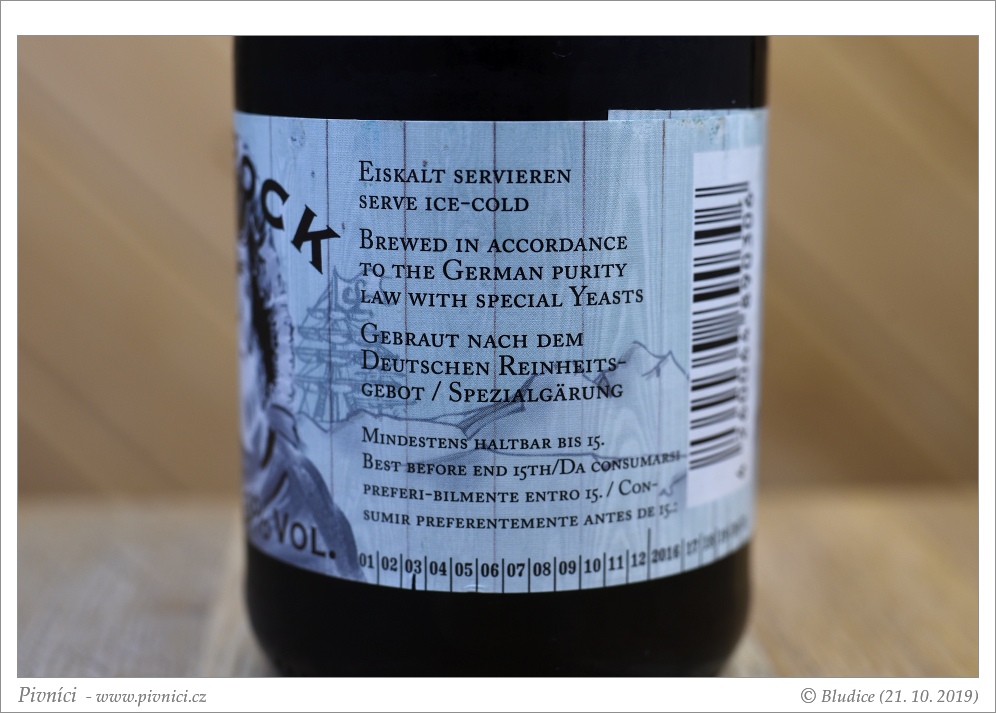 OCK
EISKALT SERVIEREN
SERVE ICE-COLD
BREWED IN ACCORDANCE
TO THE GERMAN PURITY
LAW WITH SPECIAL YEASTS
GEBRAUT NACH DEM
DEUTSCHEN REINHEITS-
GEBOT / SPEZIALGÄRUNG
MINDESTENS HALTBAR BIS 15.
BEST BEFORE END 15TH/DA CONSUMARSI
PREFERI-BILMENTE ENTRO 15. / CON-
SUMIR PREFERENTEMENTE ANTES DE 15.:
VOL.
01 02 03 04 05 06 07 08 09 10 11 12 2016 17
Pivníci - www.pivnici.cz
© Bludice (21. 10. 2019)